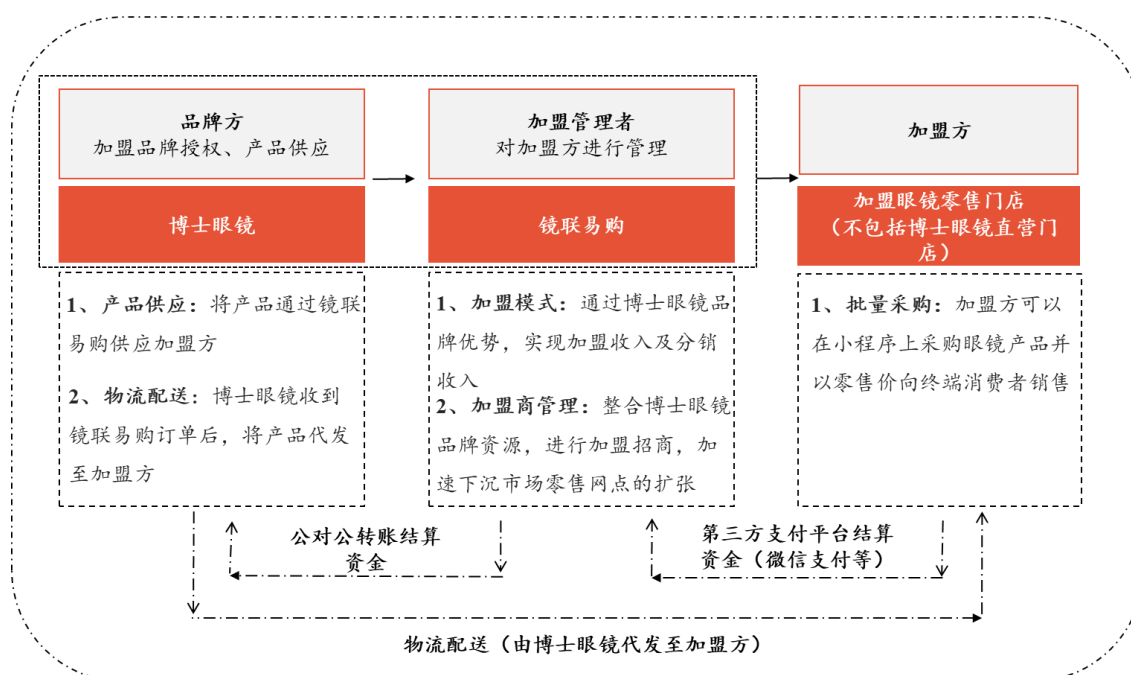 品牌方
加盟品牌授权、产品供应
博士眼镜
1、产品供应：将产品通过镜联
易购供应加盟方
2、物流配送：博士眼镜收到
镜联易购订单后，将产品代发
至加盟方
加盟管理者
对加盟方进行管理
镜联易购
1、加盟模式：通过博士眼镜品
牌优势，实现加盟收入及分销
收入
2、加盟商管理：整合博士眼镜
品牌资源，进行加盟招商，加
速下沉市场零售网点的扩张
加盟方
加盟眼镜零售门店
（不包括博士眼镜直营门
店）
1、批量采购：加盟方可以
在小程序上采购眼镜产品并
以零售价向终端消费者销售
公对公转账结算
资金
第三方支付平台结算
资金（微信支付等）
物流配送（由博士眼镜代发至加盟方）